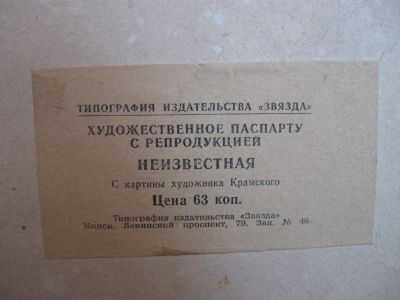 ТИПОГРАФИЯ ИЗДАТЕЛЬСТВА «ЗВЯЗДА»
ХУДОЖЕСТВЕННОЕ ПАСПАРТУ
С РЕПРОДУКЦИЕЙ
НЕИЗВЕСТНАЯ
С картины художника Крамского
Цена 63 коп.
Типография издательства «Звязда»
Минск, Ленинский проспект, 79. Зак. № 46